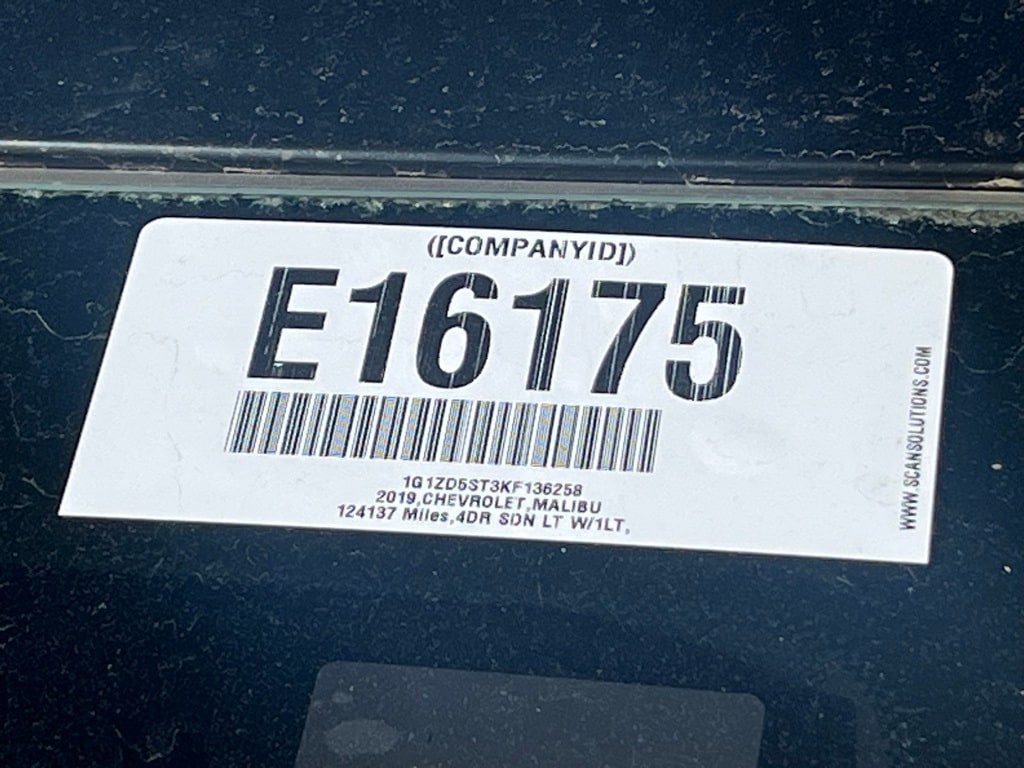 ([COMPANYID])
E16175
1G1ZD5ST3KF136258
2019,CHEVROLET,MALIBU
124137 Miles,4DR SDN LT W/1LT,
WWW.SCANSOLUTIONS.COM